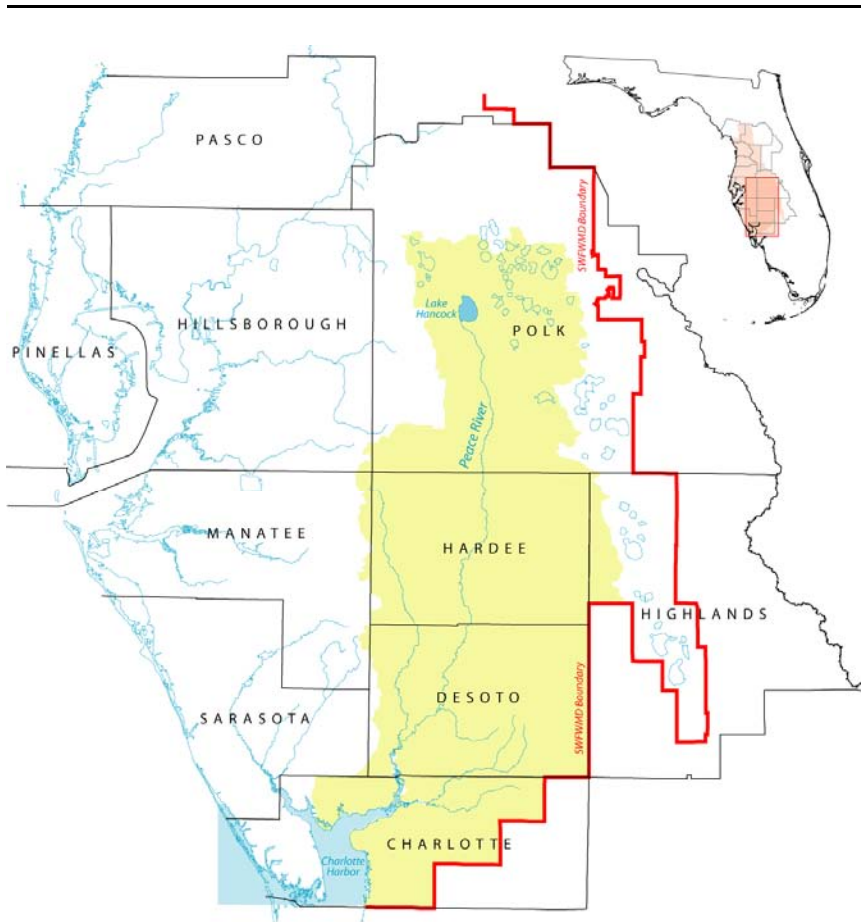 PASCO
SWFWMD Boundary
Lake
Hancock
HILLSBOROUGH
POLK
PINELLAS
Peace River
MANATEE
HARDEE
HIGHLANDS
SWFWMD Boundary
DESOTO
SARASOTA
CHARLOTTE
Charlotte
Harbor